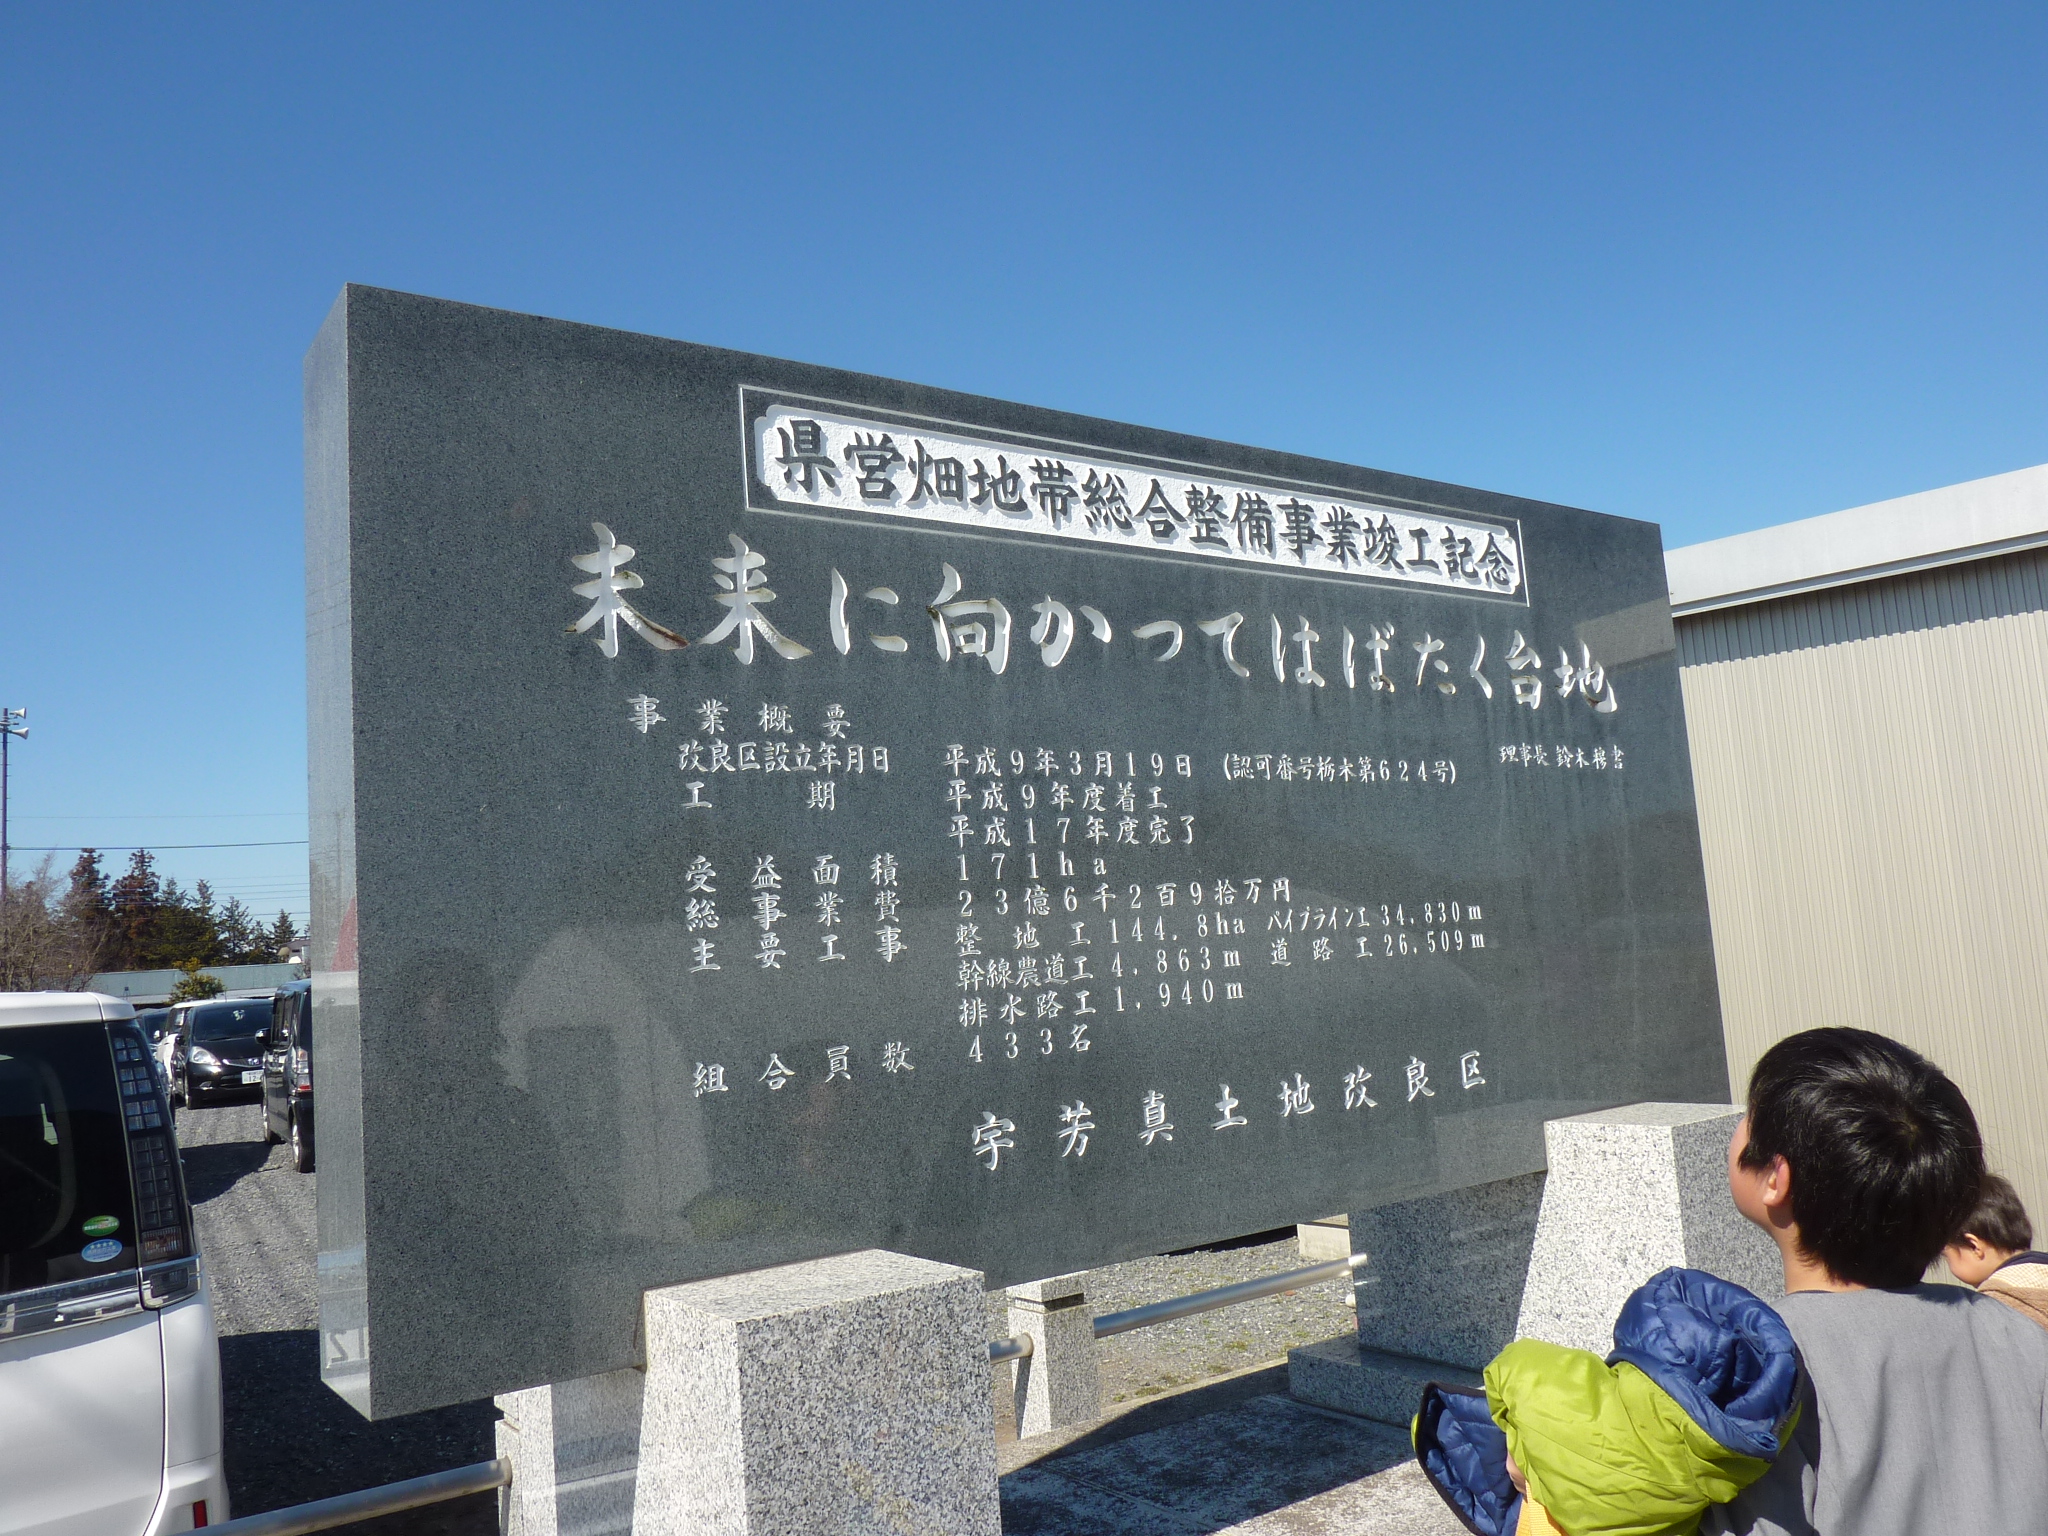 県営畑地帯総合整備事業竣工記念
未来に向かってはばたく台地
理事長 鈴木穆書
事業概要
改良区設立年月日 平成9年3月19日 (認可番号栃木第624号)
工期 平成9年度着工
平成17年度完了
受益面積 171ha
総事業費 23億6千2百9拾万円
主要工事 整地工144.8ha パイプライン工34,830m
幹線農道工4,863m 道路工26,509m
排水路工1,940m
組合員数 433名
宇芳真土地改良区